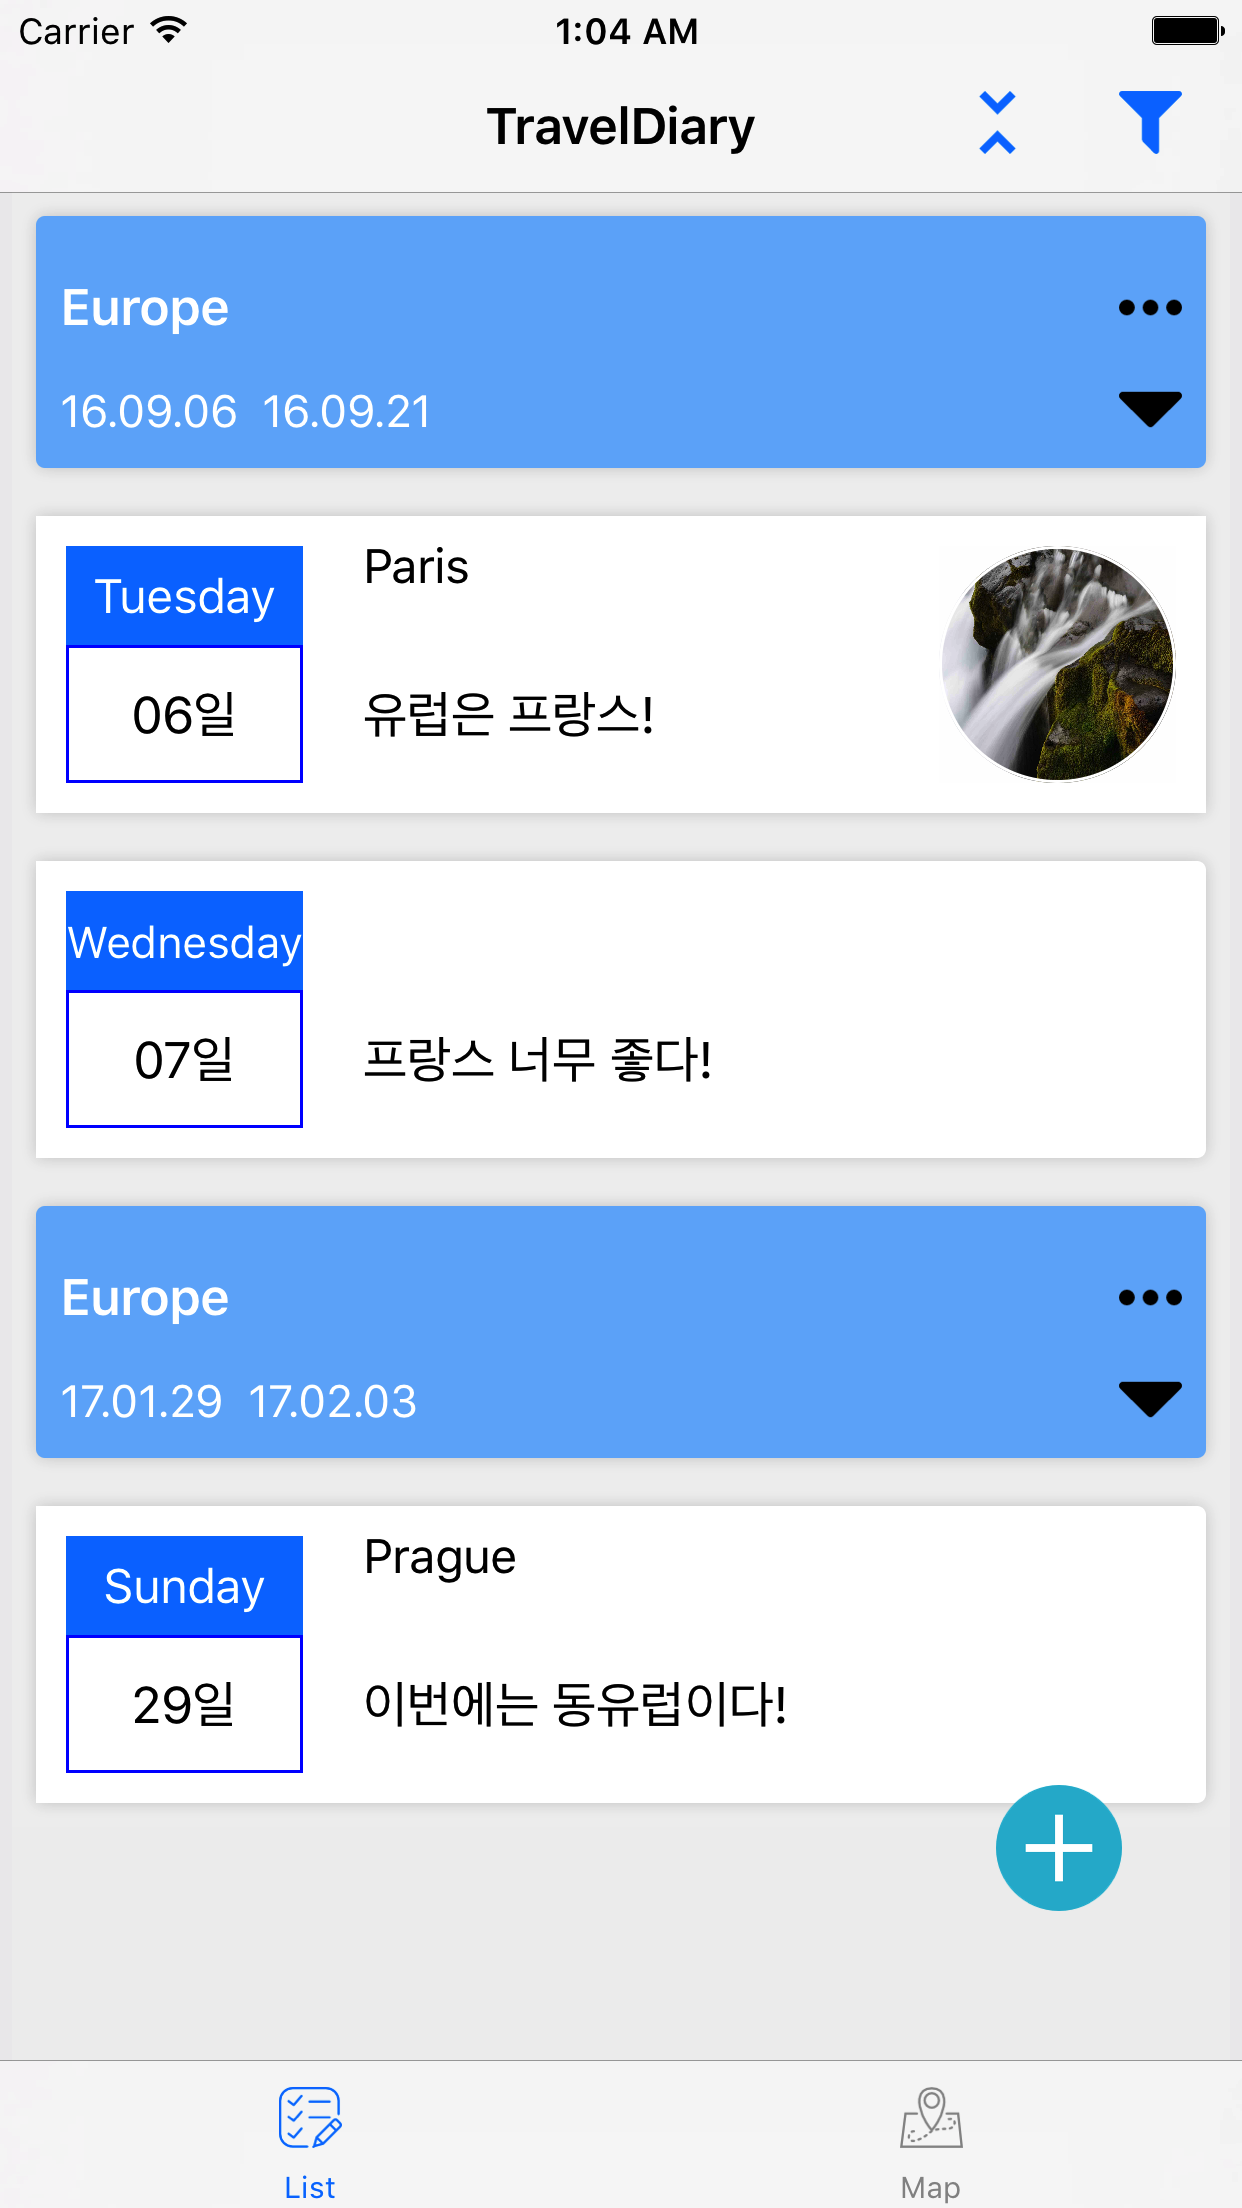 Carrier 1:04 AM
TravelDiary
Europe
16.09.06 16.09.21
Tuesday
06일
Paris
유럽은 프랑스!
Wednesday
07일
프랑스 너무 좋다!
Europe
17.01.29 17.02.03
Sunday
29일
Prague
이번에는 동유럽이다!
List
Map